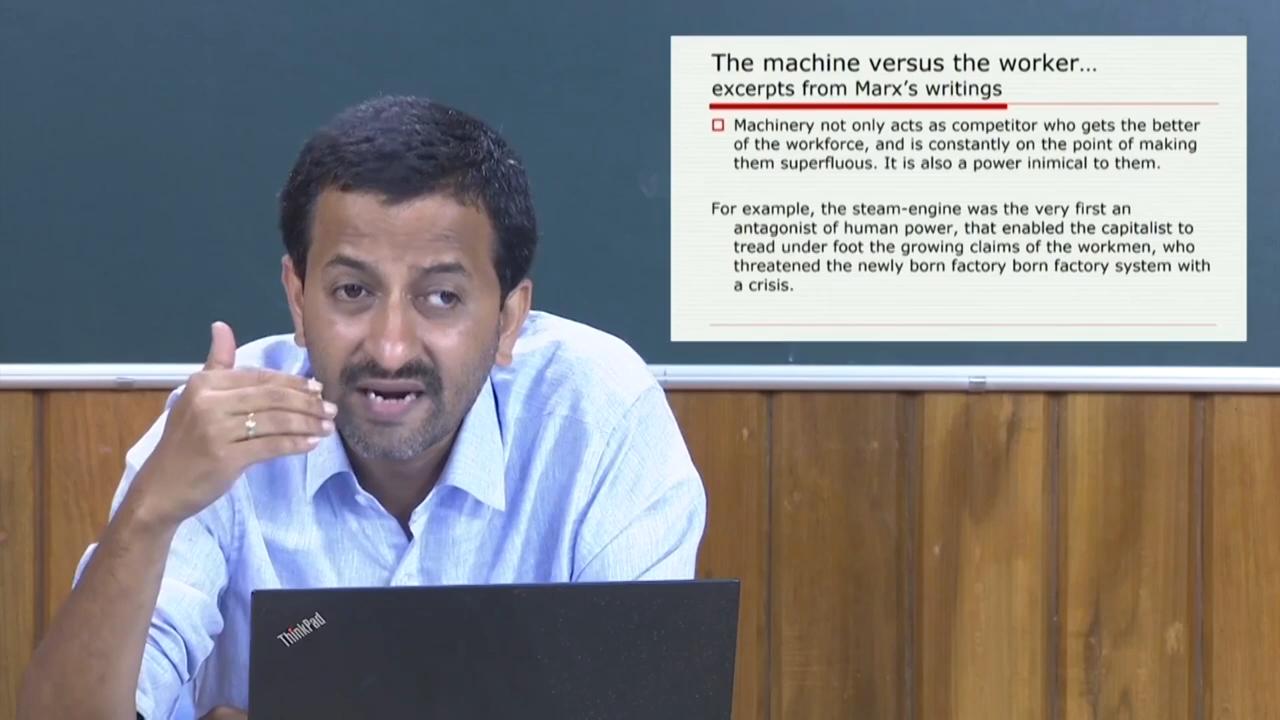 The machine versus the worker…
excerpts from Marx's writings
Machinery not only acts as competitor who gets the better
of the workforce, and is constantly on the point of making
them superfluous. It is also a power inimical to them.
For example, the steam-engine was the very first an
antagonist of human power, that enabled the capitalist to
tread under foot the growing claims of the workmen, who
threatened the newly born factory born factory system with
a crisis.
ThinkPad